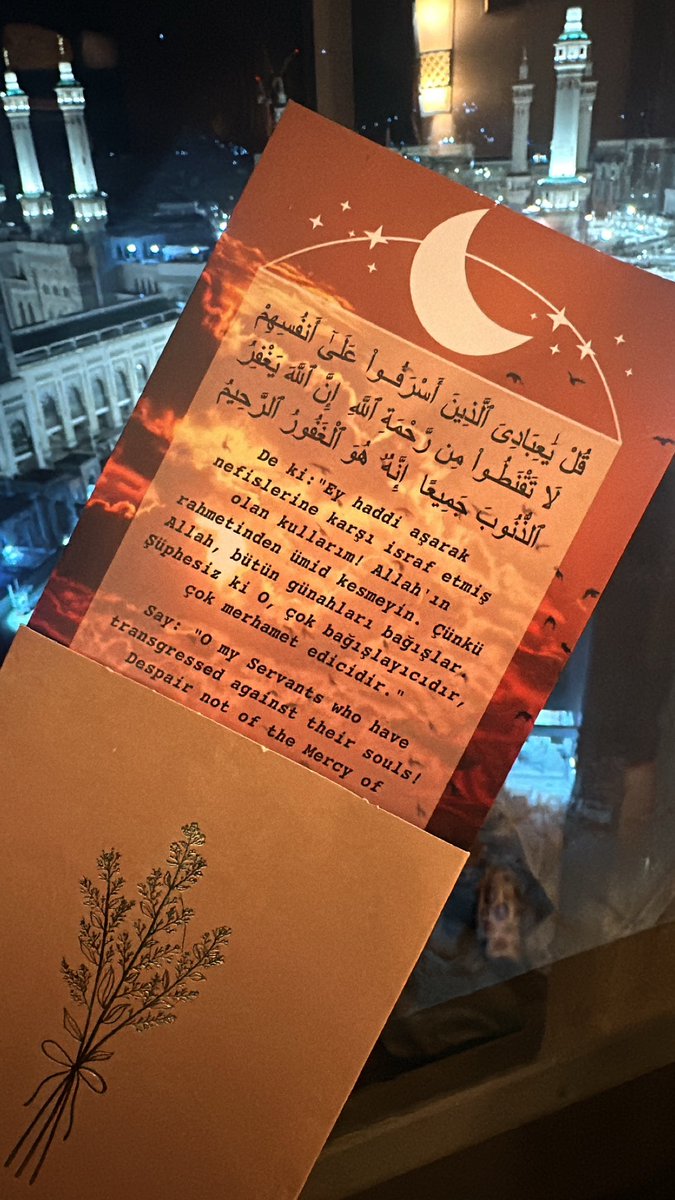 قُلْ يَٰعِبَادِىَ ٱلَّذِينَ أَسْرَفُوا۟ عَلَىٰٓ أَنفُسِهِمْ
لَا تَقْنَطُوا۟ مِن رَّحْمَةِ ٱللَّهِ إِنَّ ٱللَّهَ يَغْفِرُ
ٱلذُّنُوبَ جَمِيعًا إِنَّهُۥ هُوَ ٱلْغَفُورُ ٱلرَّحِيمُ
De ki:"Ey haddi aşarak
nefislerine karşı israf etmiş
olan kullarım! Allah'ın
rahmetinden ümid kesmeyin. Çünkü
Allah, bütün günahları bağışlar.
Şüphesiz ki O, çok bağışlayıcıdır,
çok merhamet edicidir."
Say: "O my Servants who have
transgressed against their souls!
Despair not of the Mercy of